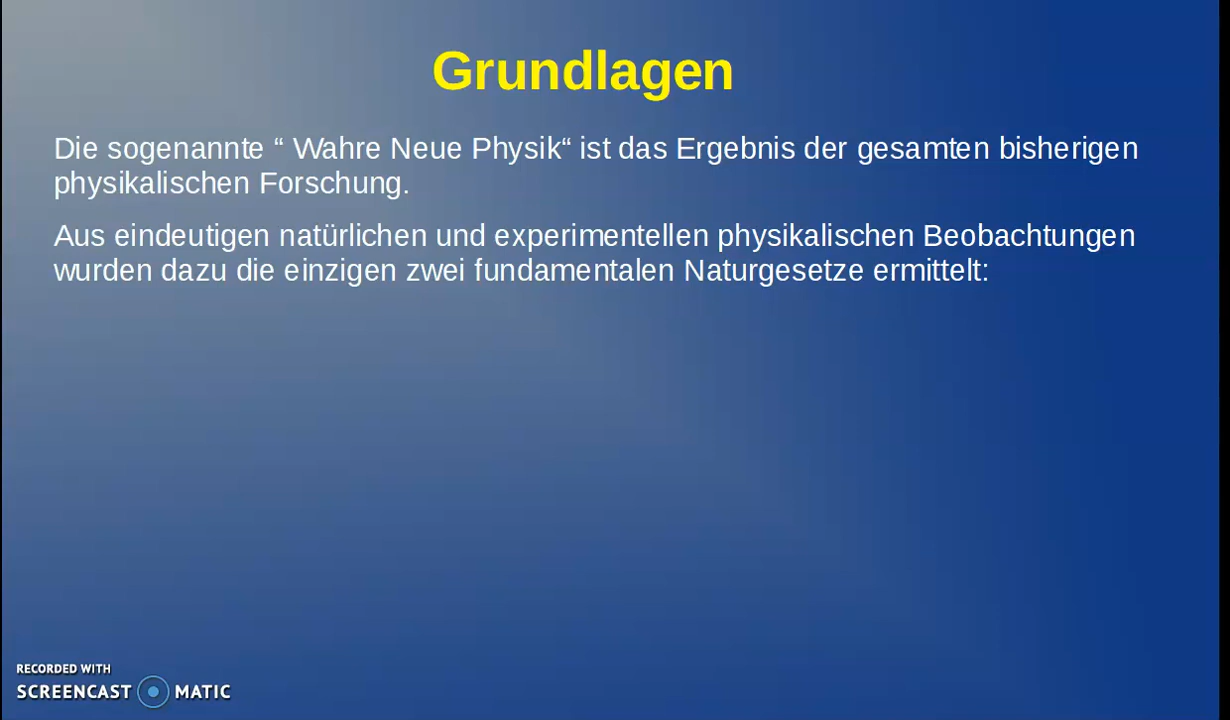 Grundlagen
Die sogenannte “ Wahre Neue Physik“ ist das Ergebnis der gesamten bisherigen
physikalischen Forschung.
Aus eindeutigen natürlichen und experimentellen physikalischen Beobachtungen
wurden dazu die einzigen zwei fundamentalen Naturgesetze ermittelt:
RECORDED WITH
SCREENCAST MATIC